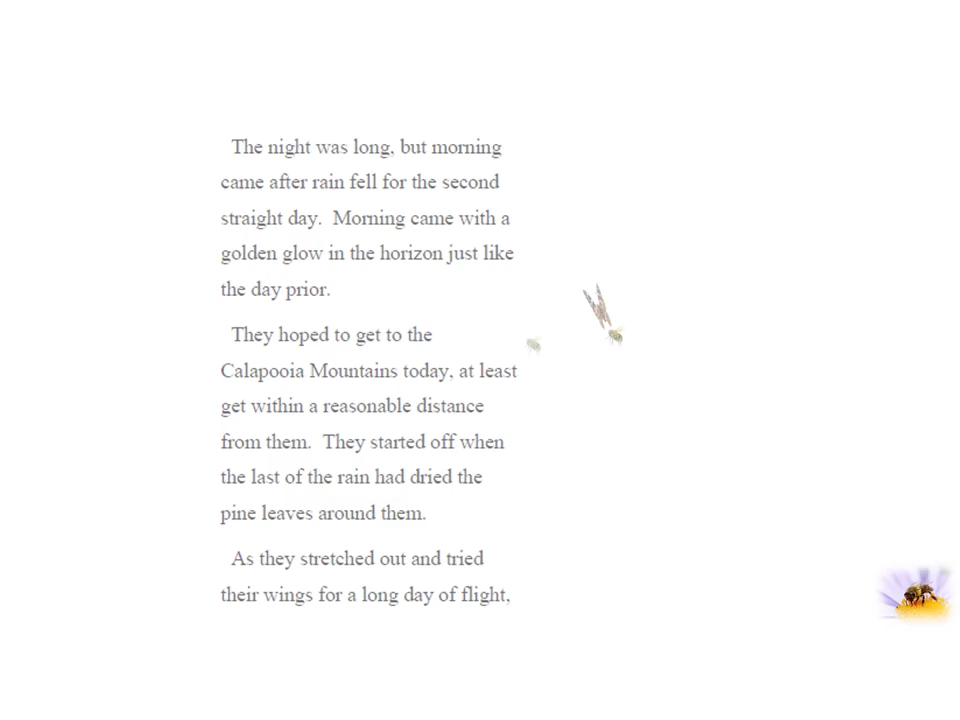 The night was long, but morning
came after rain fell for the second
straight day.  Morning came with a
golden glow in the horizon just like
the day prior.
They hoped to get to the
Calapooia Mountains today, at least
get within a reasonable distance
from them.  They started off when
the last of the rain had dried the
pine leaves around them.
As they stretched out and tried
their wings for a long day of flight,